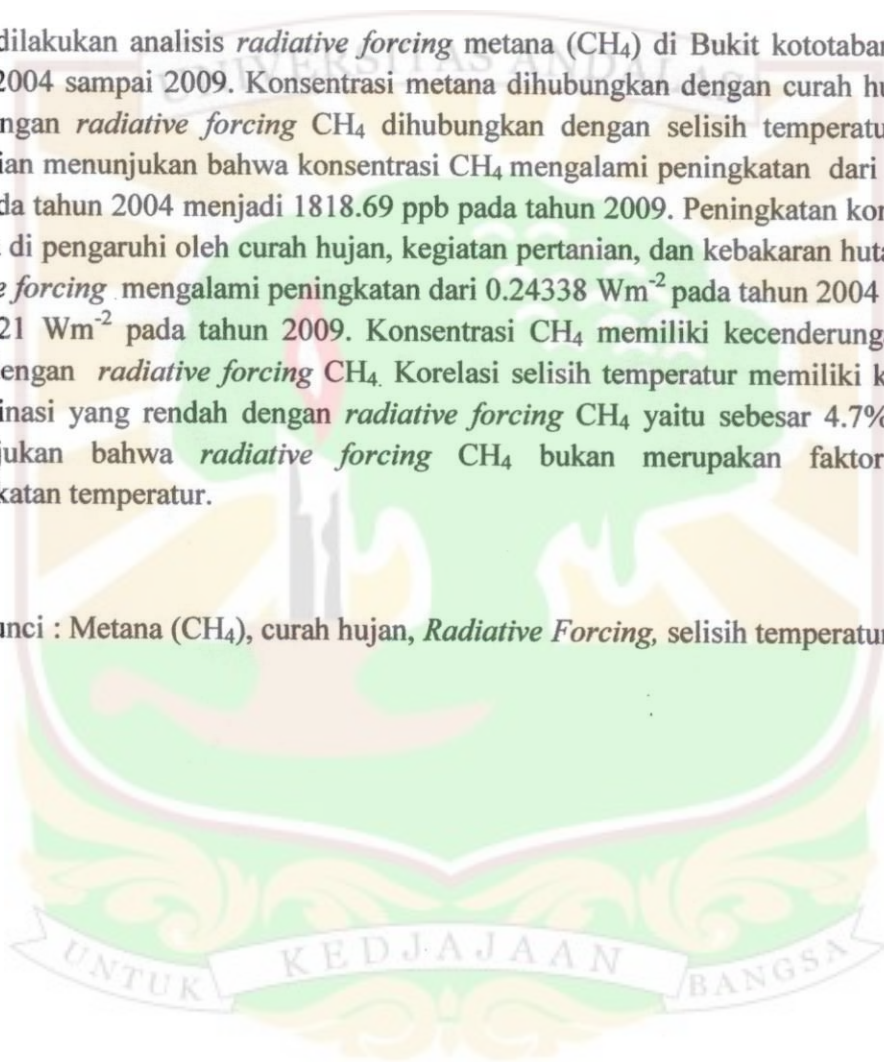 dilakukan analisis radiative forcing metana (CH₄) di Bukit kototabar
2004 sampai 2009. Konsentrasi metana dihubungkan dengan curah hu
ngan radiative forcing CH₄ dihubungkan dengan selisih temperatu
ian menunjukan bahwa konsentrasi CH₄ mengalami peningkatan dari
da tahun 2004 menjadi 1818.69 ppb pada tahun 2009. Peningkatan kon
di pengaruhi oleh curah hujan, kegiatan pertanian, dan kebakaran huta
e forcing mengalami peningkatan dari 0.24338 Wm⁻² pada tahun 2004
21 Wm⁻² pada tahun 2009. Konsentrasi CH₄ memiliki kecenderung
engan radiative forcing CH₄. Korelasi selisih temperatur memiliki k
inasi yang rendah dengan radiative forcing CH₄ yaitu sebesar 4.7%
jukan bahwa radiative forcing CH₄ bukan merupakan faktor
katan temperatur.
unci : Metana (CH₄), curah hujan, Radiative Forcing, selisih temperatur
UNIVERSITAS ANDALAS
UNTUK KEDJAJAAN BANGSA